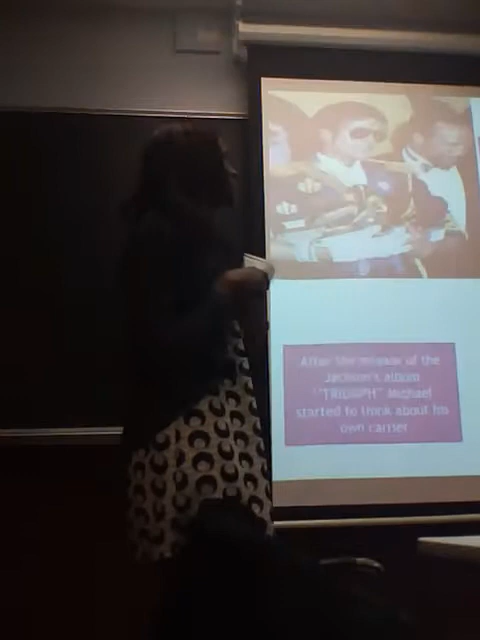 After the release of the
Jackson's album
"TRIUMPH" Michael
started to think about his
own carrier